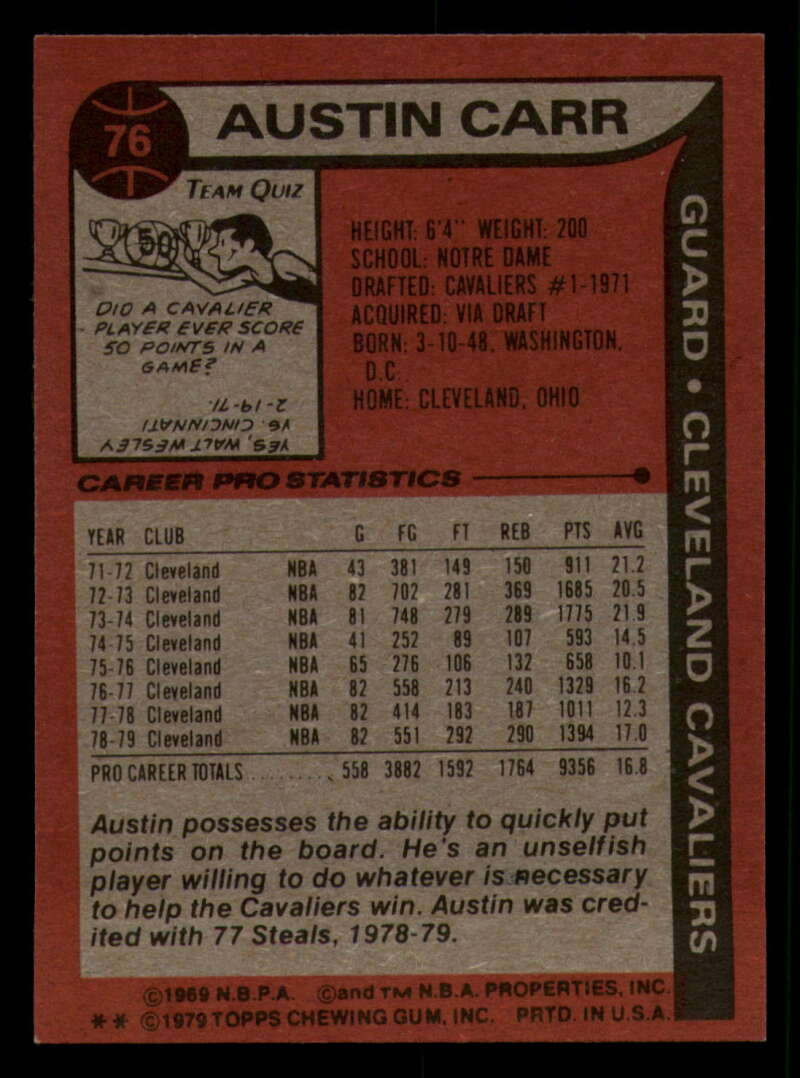 76
AUSTIN CARR
TEAM QUIZ
50
DID A CAVALIER
PLAYER EVER SCORE
50 POINTS IN A
GAME?
YES, WALT WESLEY
VS. CINCINNATI
2-19-71.
HEIGHT: 6'4" WEIGHT: 200
SCHOOL: NOTRE DAME
DRAFTED: CAVALIERS #1-1971
ACQUIRED: VIA DRAFT
BORN: 3-10-48, WASHINGTON,
D.C.
HOME: CLEVELAND, OHIO
GUARD • CLEVELAND CAVALIERS
CAREER PRO STATISTICS
YEAR CLUB G FG FT REB PTS AVG
71-72 Cleveland NBA 43 381 149 150 911 21.2
72-73 Cleveland NBA 82 702 281 369 1685 20.5
73-74 Cleveland NBA 81 748 279 289 1775 21.9
74-75 Cleveland NBA 41 252 89 107 593 14.5
75-76 Cleveland NBA 65 276 106 132 658 10.1
76-77 Cleveland NBA 82 558 213 240 1329 16.2
77-78 Cleveland NBA 82 414 183 187 1011 12.3
78-79 Cleveland NBA 82 551 292 290 1394 17.0
PRO CAREER TOTALS ......... 558 3882 1592 1764 9356 16.8
Austin possesses the ability to quickly put
points on the board. He's an unselfish
player willing to do whatever is necessary
to help the Cavaliers win. Austin was cred-
ited with 77 Steals, 1978-79.
©1969 N.B.P.A. ©and TM N.B.A. PROPERTIES, INC.
** ©1979 TOPPS CHEWING GUM, INC. PRTD. IN U.S.A.